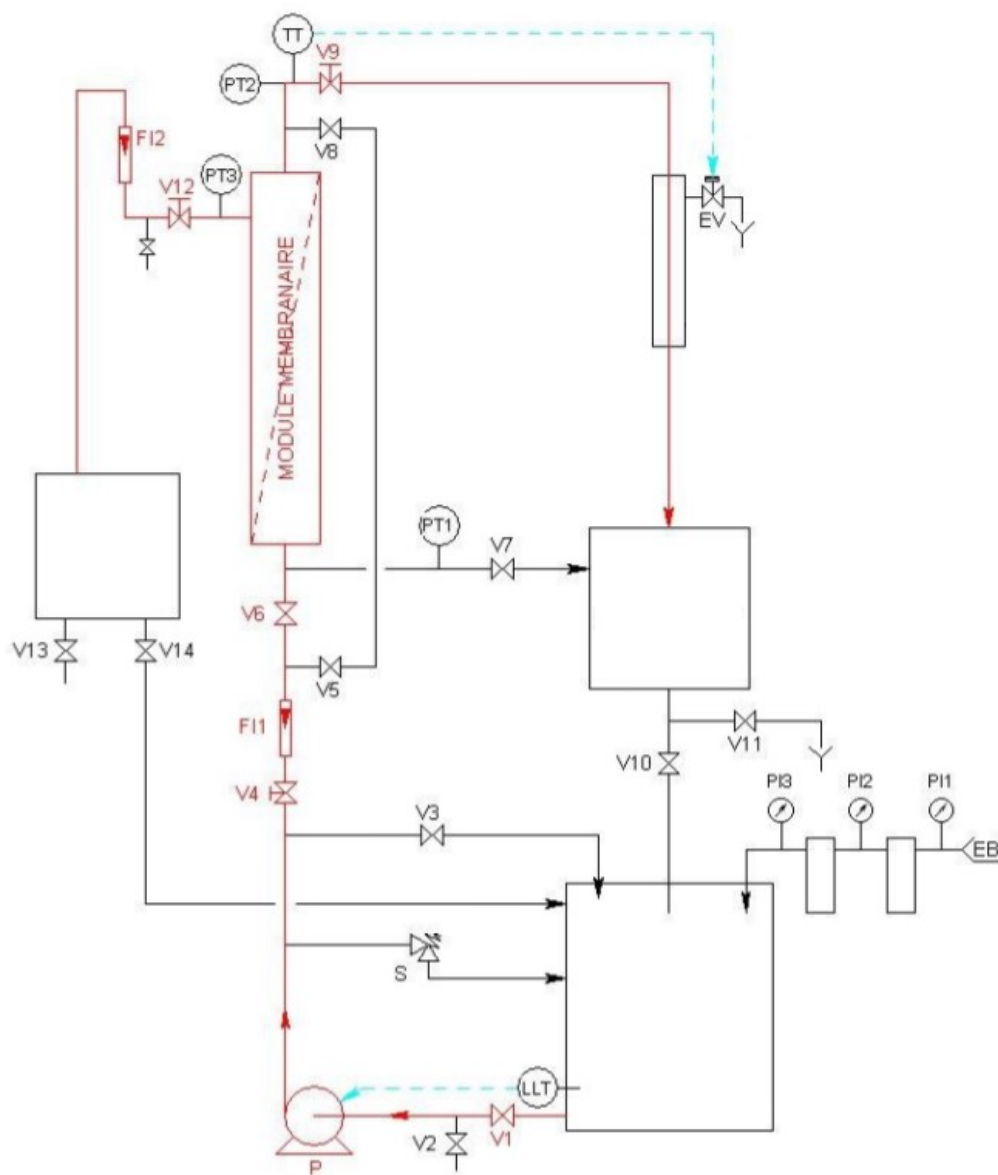 TT
V9
PT2
V8
FI2
V12
PT3
EV
MODULE MEMBRANAIRE
PT1
V7
V6
V13
V14
V5
FI1
V11
V10
V4
PI3
PI2
PI1
V3
EB
S
LLT
V2
V1
P